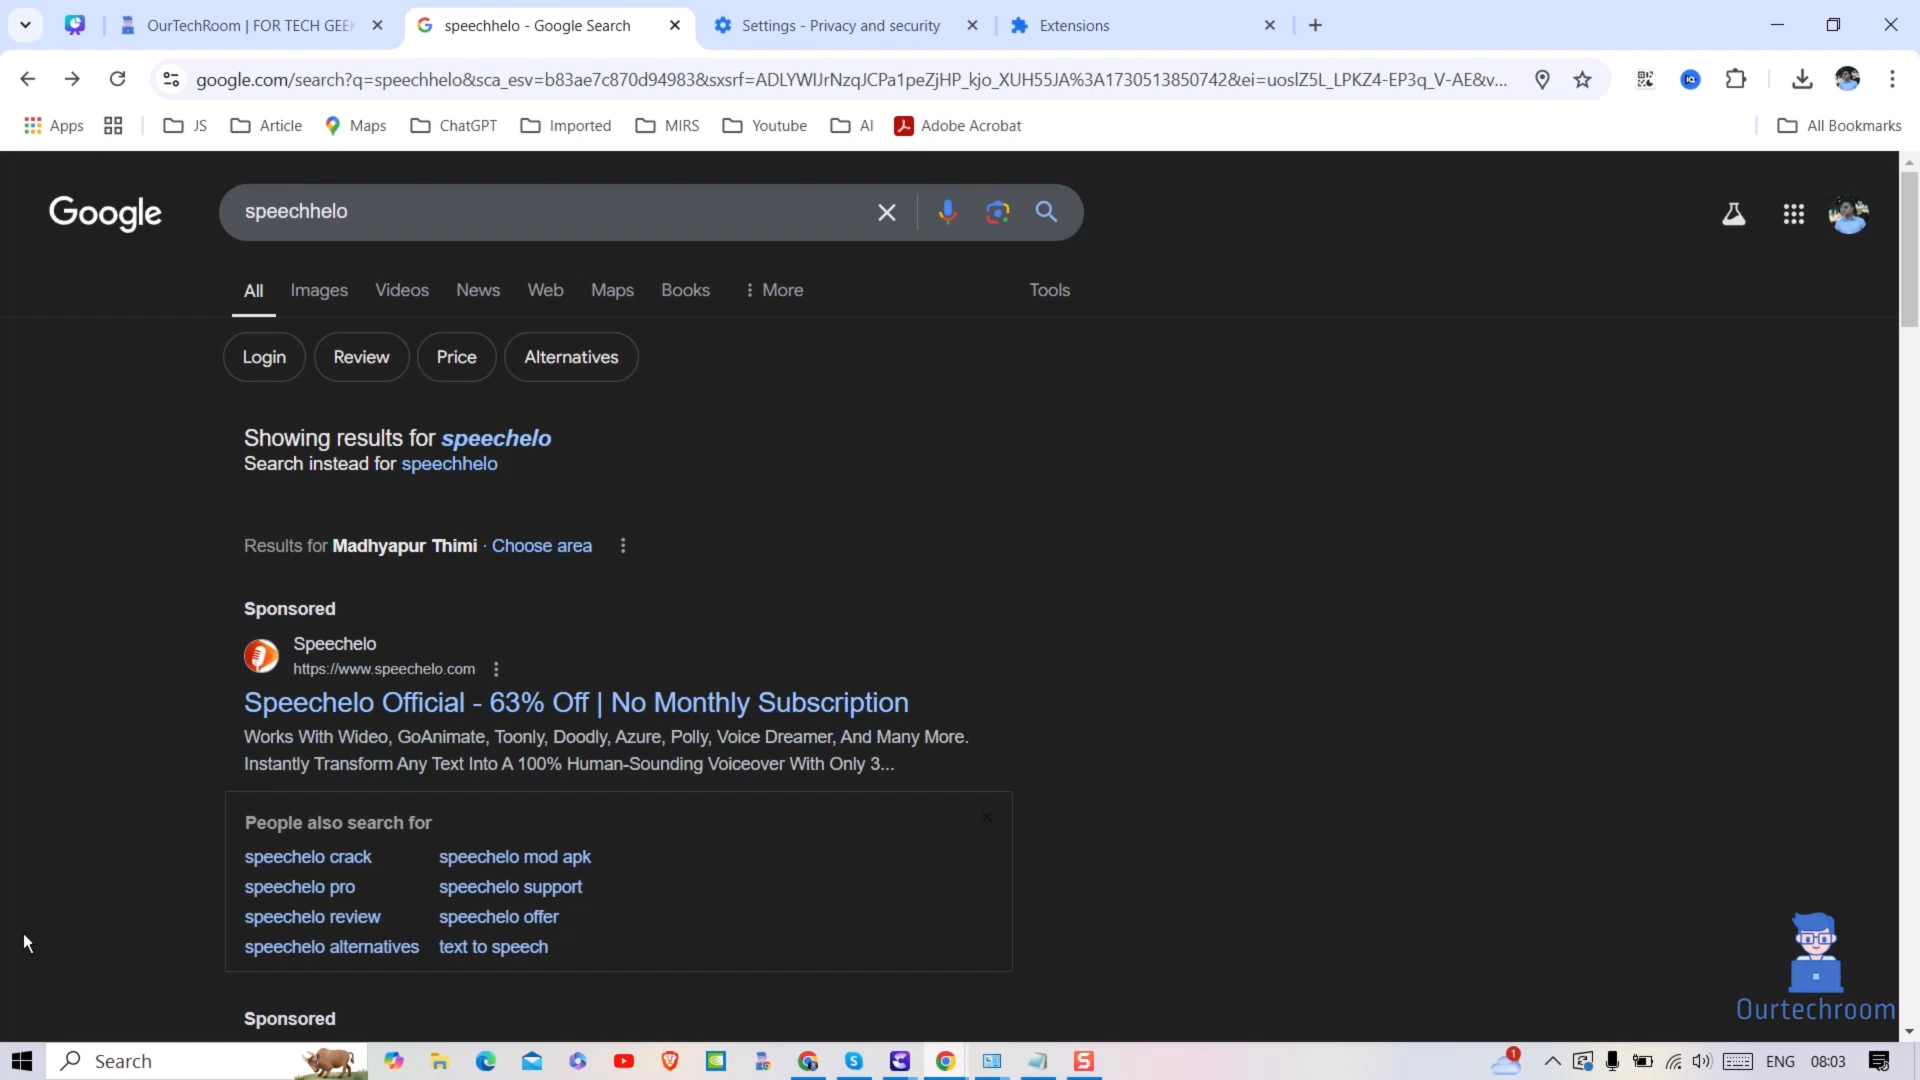 OurTechRoom | FOR TECH GEE
speechhelo - Google Search
Settings - Privacy and security
Extensions
google.com/search?q=speechhelo&sca_esv=b83ae7c870d94983&sxsrf=ADLYWIJrNzqJCPa1peZjHP_kjo_XUH55JA%3A1730513850742&ei=uoslZ5L_LPKZ4-EP3q_V-AE&v...
Apps
JS
Article
Maps
ChatGPT
Imported
MIRS
Youtube
AI
Adobe Acrobat
All Bookmarks
Google
speechhelo
All
Images
Videos
News
Web
Maps
Books
More
Tools
Login
Review
Price
Alternatives
Showing results for speechelo
Search instead for speechhelo
Results for Madhyapur Thimi · Choose area
Sponsored
Speechelo
https://www.speechelo.com
Speechelo Official - 63% Off | No Monthly Subscription
Works With Wideo, GoAnimate, Toonly, Doodly, Azure, Polly, Voice Dreamer, And Many More.
Instantly Transform Any Text Into A 100% Human-Sounding Voiceover With Only 3...
People also search for
speechelo crack
speechelo mod apk
speechelo pro
speechelo support
speechelo review
speechelo offer
speechelo alternatives
text to speech
Sponsored
Ourtechroom
Search
1
ENG
08:03